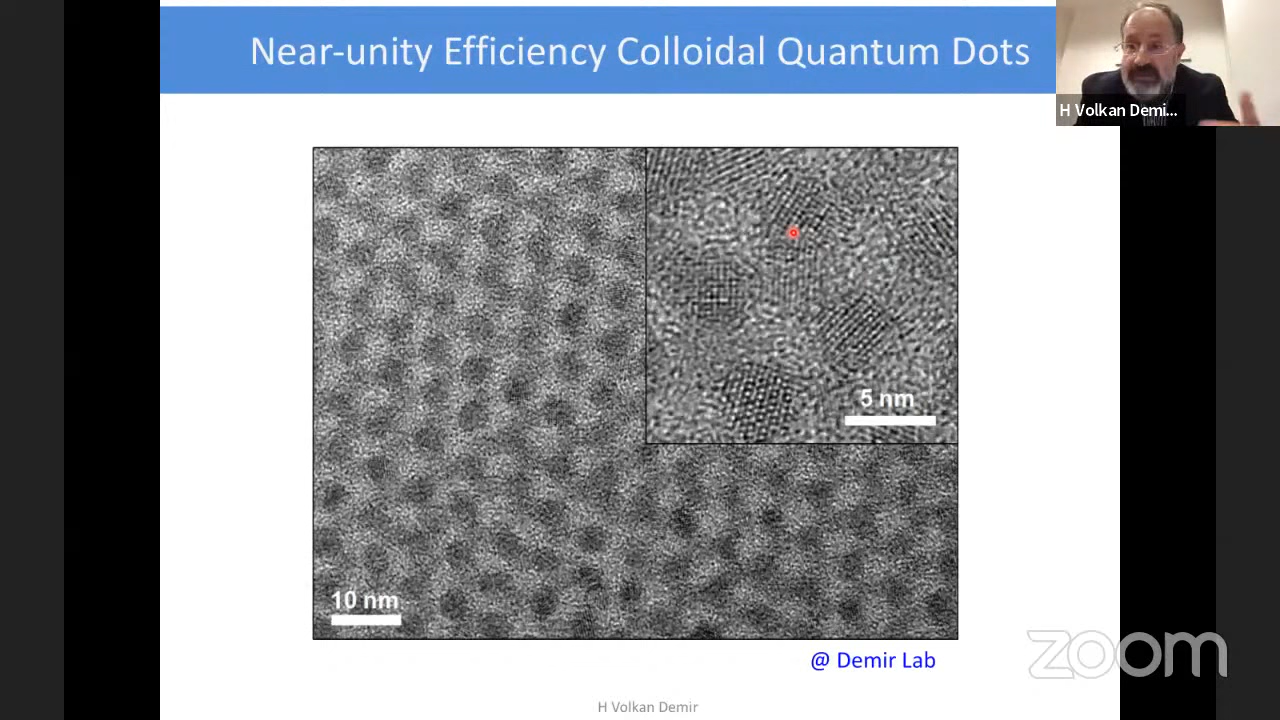 Near-unity Efficiency Colloidal Quantum Dots
H Volkan Demi...
5 nm
10 nm
@ Demir Lab
zoom
H Volkan Demir